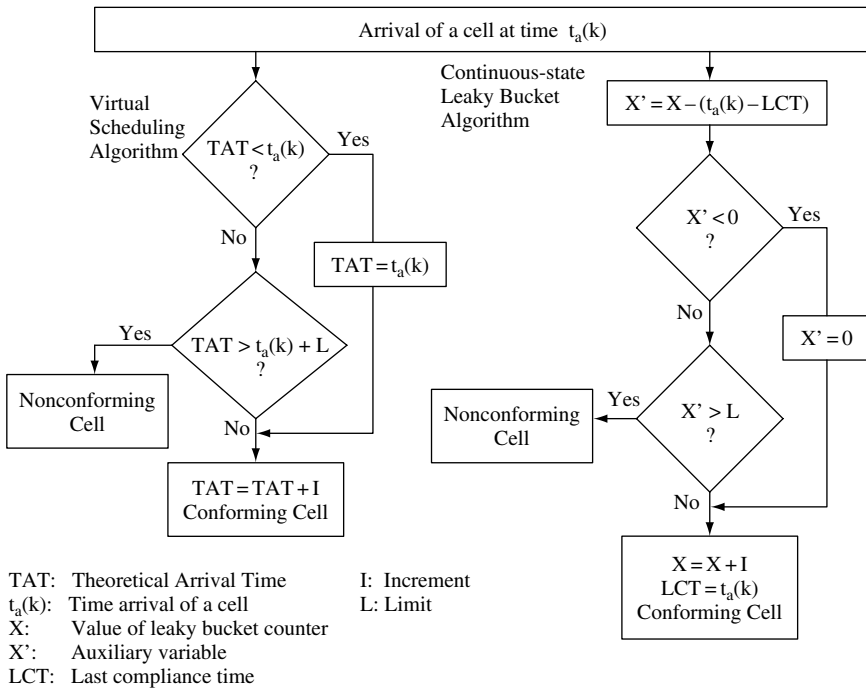 Arrival of a cell at time t_a(k)
Virtual
Scheduling
Algorithm
TAT < t_a(k)
?
Yes
No
TAT = t_a(k)
TAT > t_a(k) + L
?
Yes
Nonconforming
Cell
No
TAT = TAT + I
Conforming Cell
Continuous-state
Leaky Bucket
Algorithm
X' = X – (t_a(k) – LCT)
X' < 0
?
Yes
No
X' = 0
X' > L
?
Yes
Nonconforming
Cell
No
X = X + I
LCT = t_a(k)
Conforming Cell
TAT: Theoretical Arrival Time
t_a(k): Time arrival of a cell
X: Value of leaky bucket counter
X': Auxiliary variable
LCT: Last compliance time
I: Increment
L: Limit